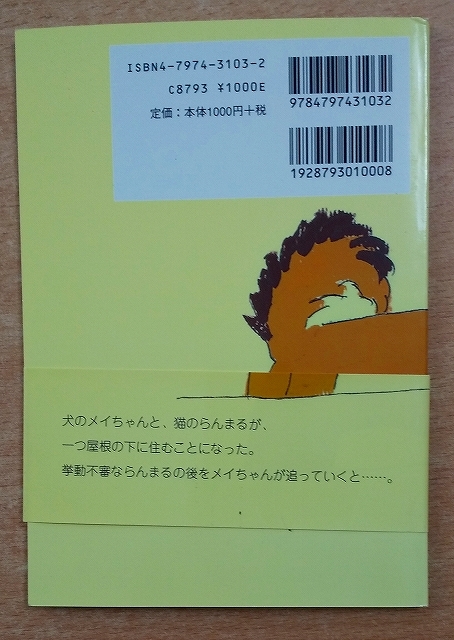 ISBN4-7974-3103-2
C8793 ¥1000E
定価：本体1000円＋税
9784797431032
1928793010008
犬のメイちゃんと、猫のらんまるが、
一つ屋根の下に住むことになった。
挙動不審ならんまるの後をメイちゃんが追っていくと……。